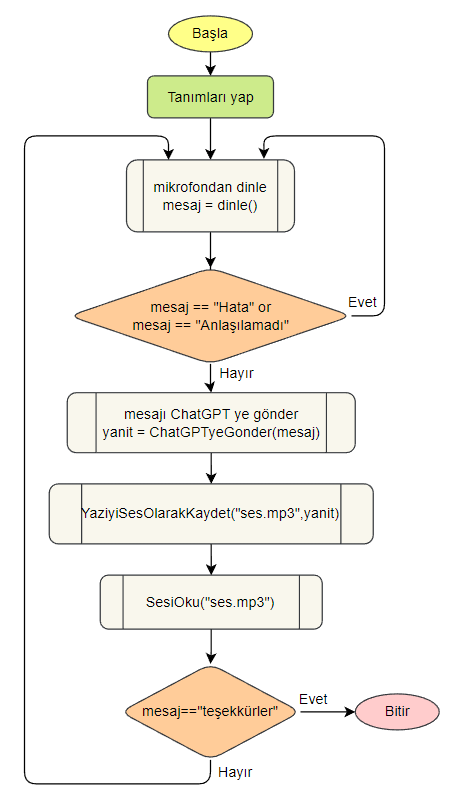 Başla
Tanımları yap
mikrofondan dinle
mesaj = dinle()
mesaj == "Hata" or
mesaj == "Anlaşılamadı"
Evet
Hayır
mesajı ChatGPT ye gönder
yanit = ChatGPTyeGonder(mesaj)
YaziyiSesOlarakKaydet("ses.mp3",yanit)
SesiOku("ses.mp3")
mesaj=="teşekkürler"
Evet
Bitir
Hayır